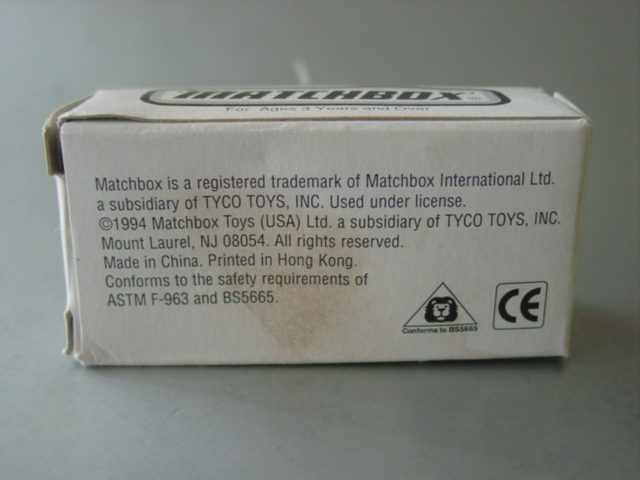 MATCHBOX
For Ages 3 Years and Over
Matchbox is a registered trademark of Matchbox International Ltd.
a subsidiary of TYCO TOYS, INC. Used under license.
©1994 Matchbox Toys (USA) Ltd. a subsidiary of TYCO TOYS, INC.
Mount Laurel, NJ 08054. All rights reserved.
Made in China. Printed in Hong Kong.
Conforms to the safety requirements of
ASTM F-963 and BS5665.
Conforms to BS5665
CE